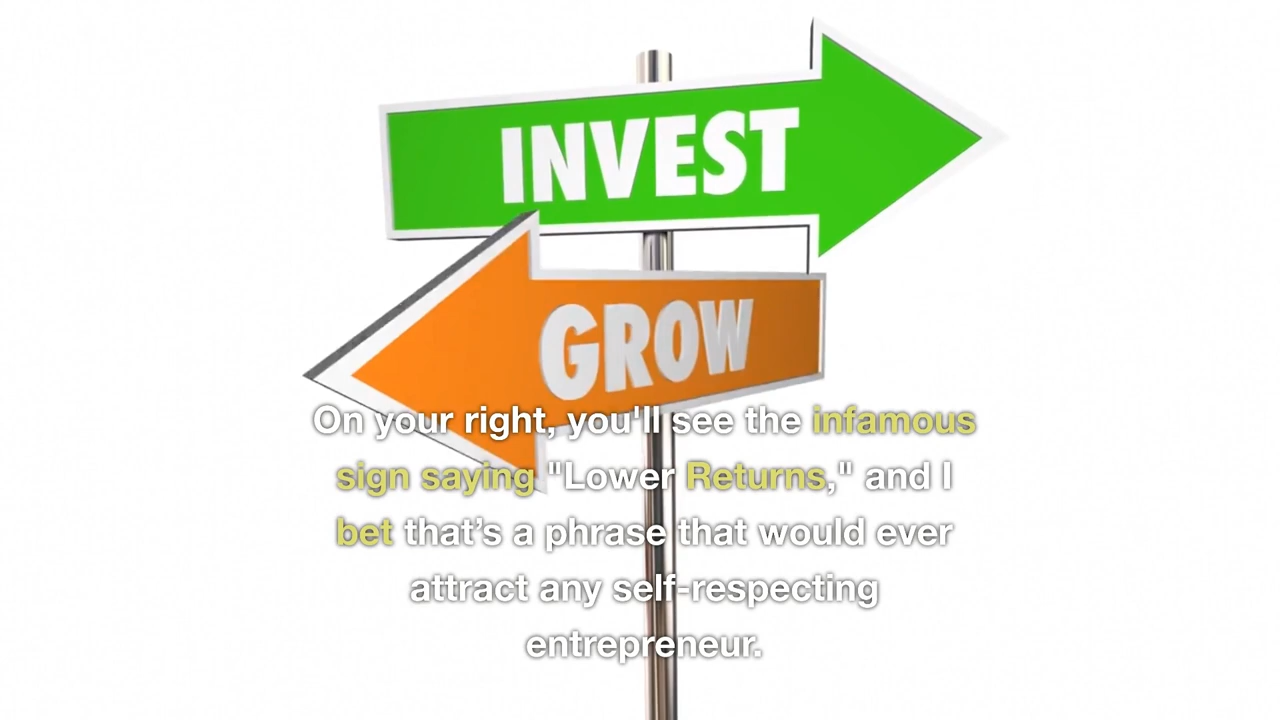 INVEST
GROW
On your right, you'll see the infamous
sign saying "Lower Returns," and I
bet that’s a phrase that would ever
attract any self-respecting
entrepreneur.